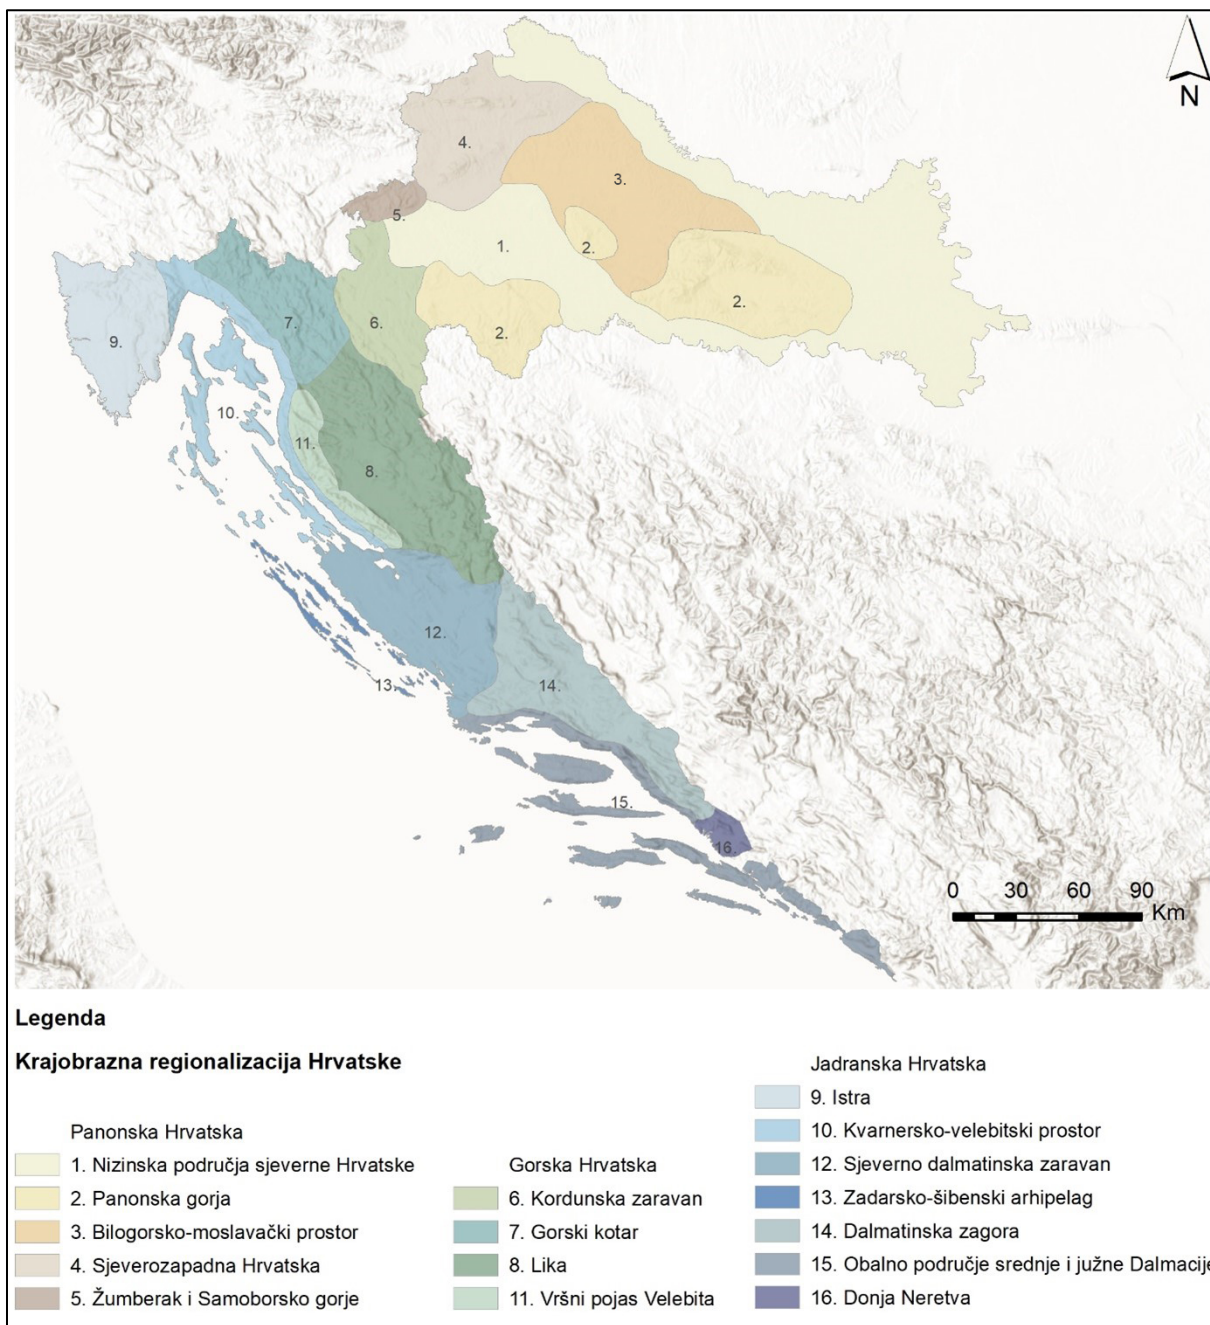 N
4.
3.
5.
1.
2.
2.
7.
6.
2.
9.
10.
11.
8.
12.
13.
14.
15.
16.
0 30 60 90
Km
Legenda
Krajobrazna regionalizacija Hrvatske
Panonska Hrvatska
1. Nizinska područja sjeverne Hrvatske
2. Panonska gorja
3. Bilogorsko-moslavački prostor
4. Sjeverozapadna Hrvatska
5. Žumberak i Samoborsko gorje
Gorska Hrvatska
6. Kordunska zaravan
7. Gorski kotar
8. Lika
11. Vršni pojas Velebita
Jadranska Hrvatska
9. Istra
10. Kvarnersko-velebitski prostor
12. Sjeverno dalmatinska zaravan
13. Zadarsko-šibenski arhipelag
14. Dalmatinska zagora
15. Obalno područje srednje i južne Dalmacije
16. Donja Neretva